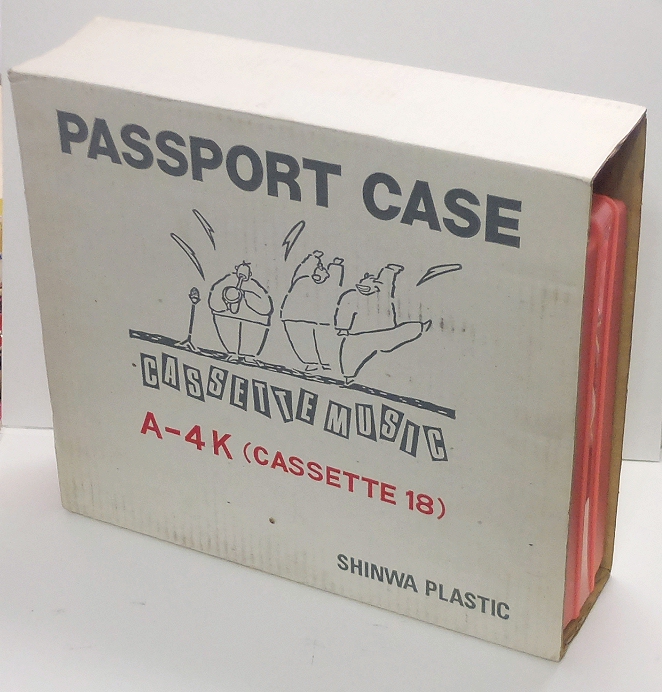 PASSPORT CASE
CASSETTE MUSIC
A-4K (CASSETTE 18)
SHINWA PLASTIC